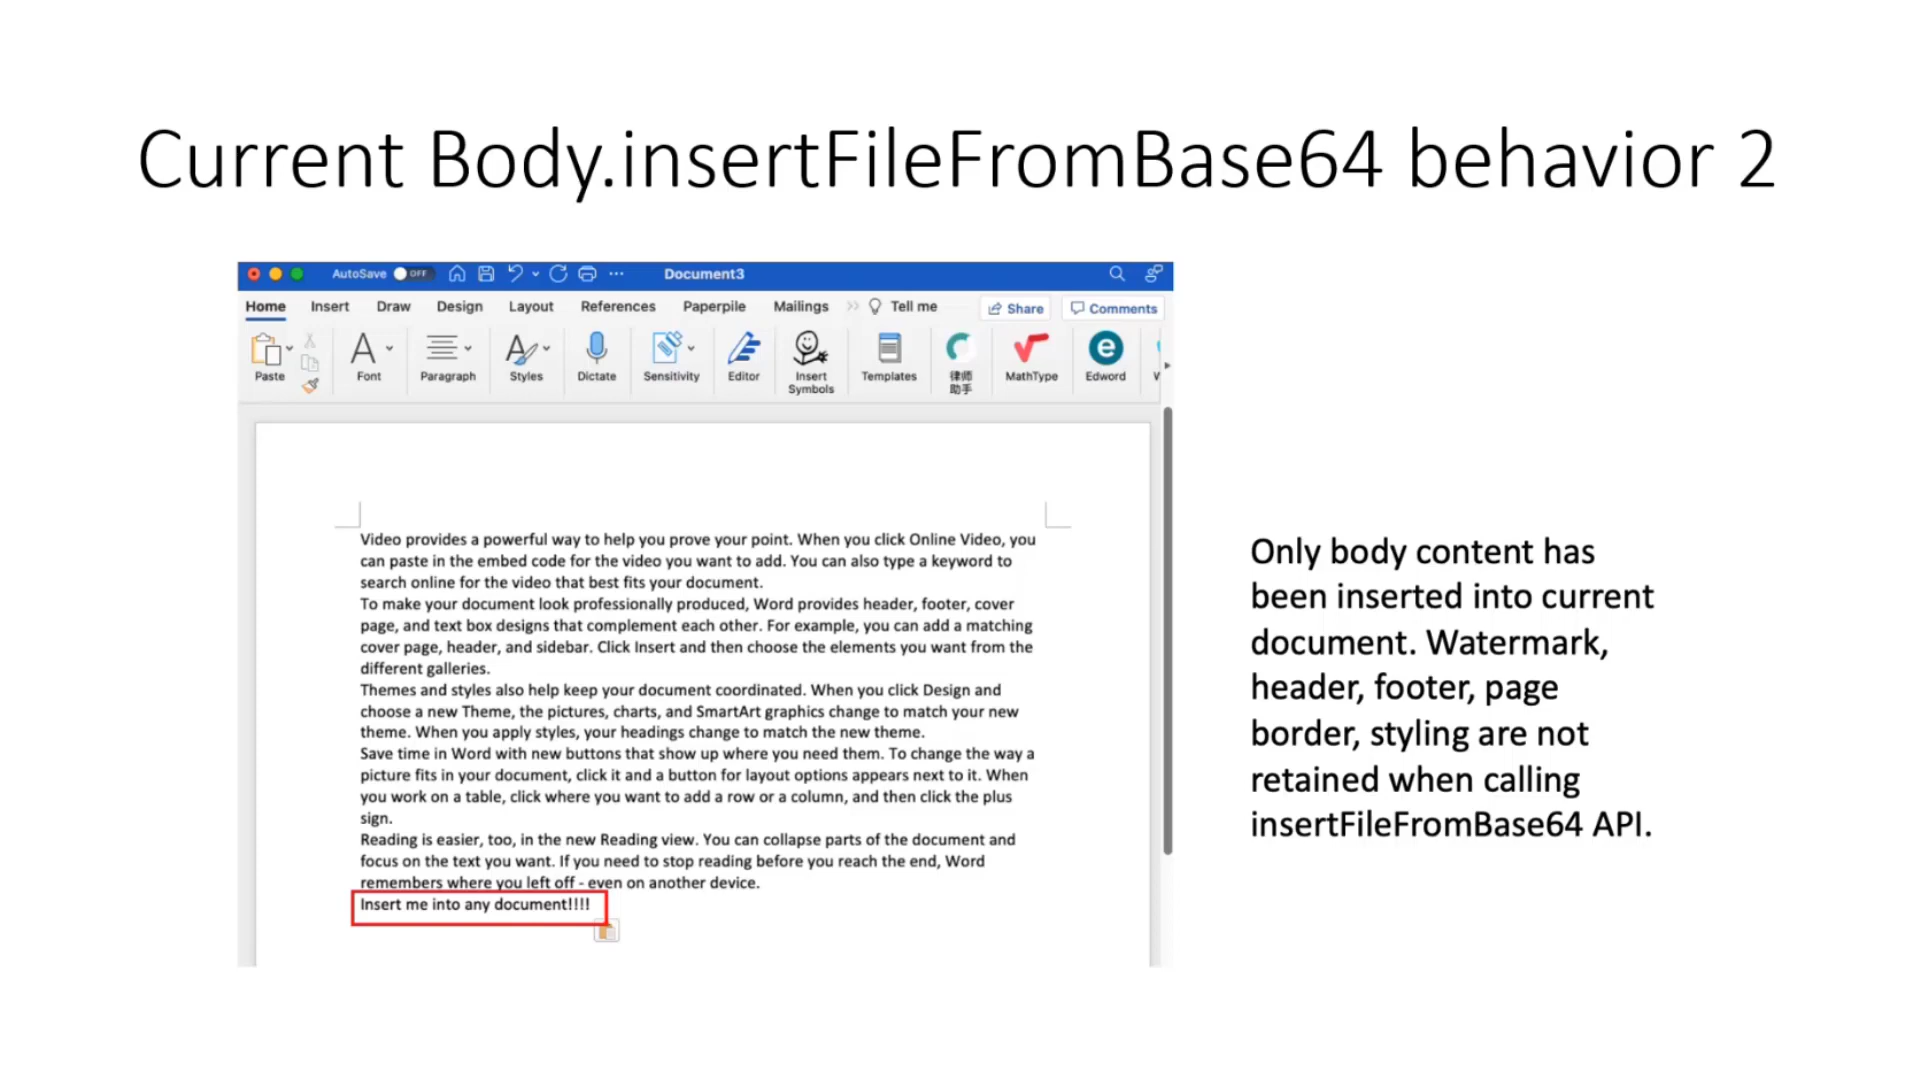 Current Body.insertFileFromBase64 behavior 2
AutoSave OFF Document3
Home Insert Draw Design Layout References Paperpile Mailings Tell me Share Comments
Paste Font Paragraph Styles Dictate Sensitivity Editor Insert Symbols Templates 律师助手 MathType Edword
Video provides a powerful way to help you prove your point. When you click Online Video, you
can paste in the embed code for the video you want to add. You can also type a keyword to
search online for the video that best fits your document.
To make your document look professionally produced, Word provides header, footer, cover
page, and text box designs that complement each other. For example, you can add a matching
cover page, header, and sidebar. Click Insert and then choose the elements you want from the
different galleries.
Themes and styles also help keep your document coordinated. When you click Design and
choose a new Theme, the pictures, charts, and SmartArt graphics change to match your new
theme. When you apply styles, your headings change to match the new theme.
Save time in Word with new buttons that show up where you need them. To change the way a
picture fits in your document, click it and a button for layout options appears next to it. When
you work on a table, click where you want to add a row or a column, and then click the plus
sign.
Reading is easier, too, in the new Reading view. You can collapse parts of the document and
focus on the text you want. If you need to stop reading before you reach the end, Word
remembers where you left off - even on another device.
Insert me into any document!!!!
Only body content has
been inserted into current
document. Watermark,
header, footer, page
border, styling are not
retained when calling
insertFileFromBase64 API.